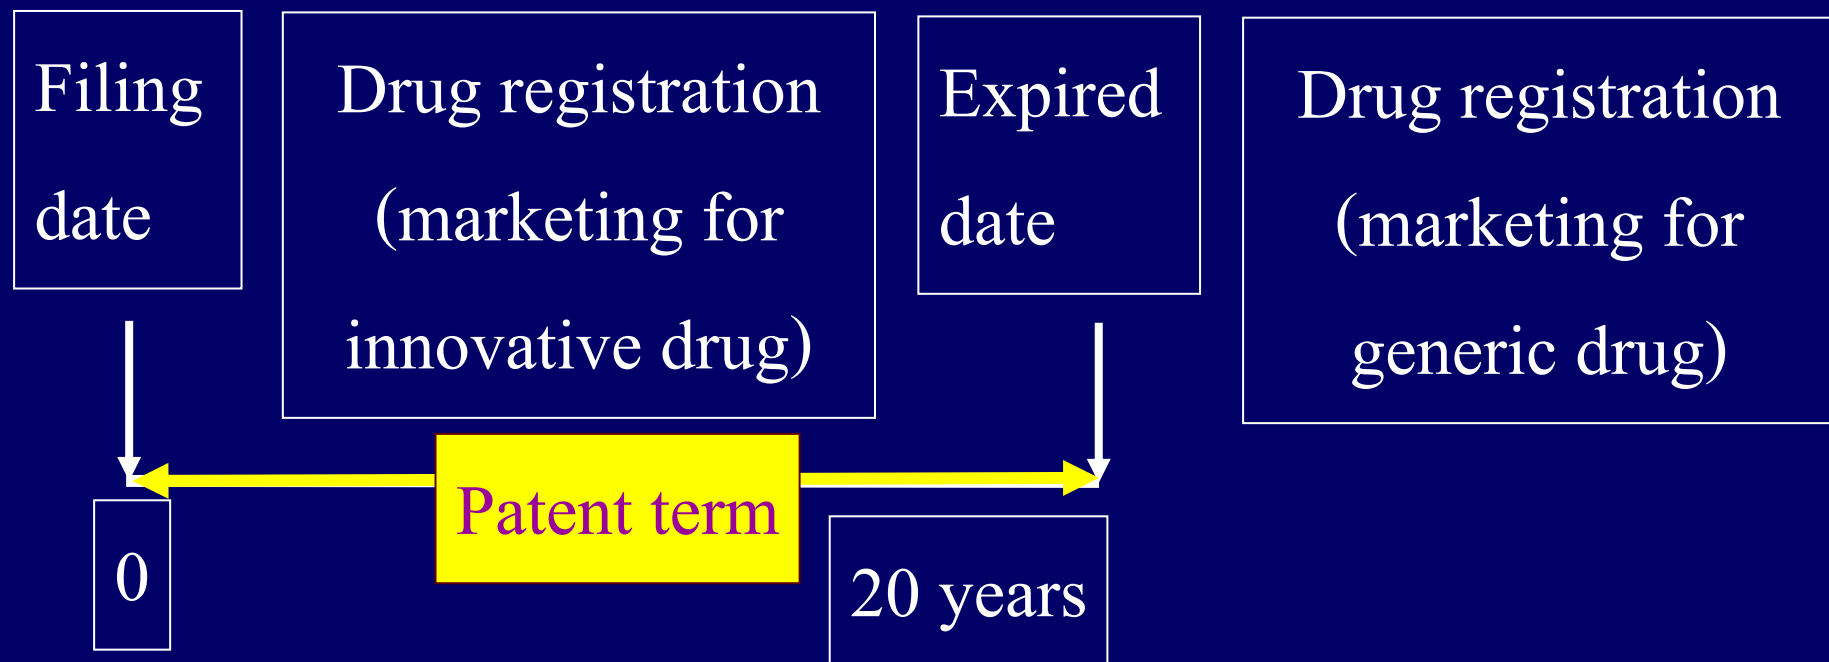 Filing
date
Drug registration
(marketing for
innovative drug)
Expired
date
Drug registration
(marketing for
generic drug)
Patent term
0
20 years